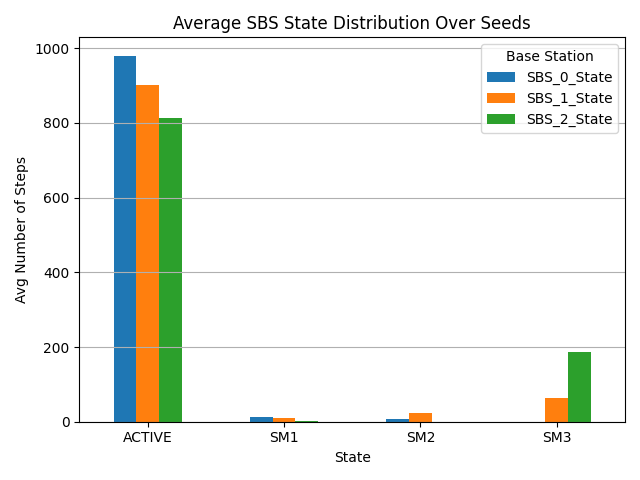 Average SBS State Distribution Over Seeds
Avg Number of Steps
1000
800
600
400
200
0
Base Station
SBS_0_State
SBS_1_State
SBS_2_State
ACTIVE SM1 SM2 SM3
State